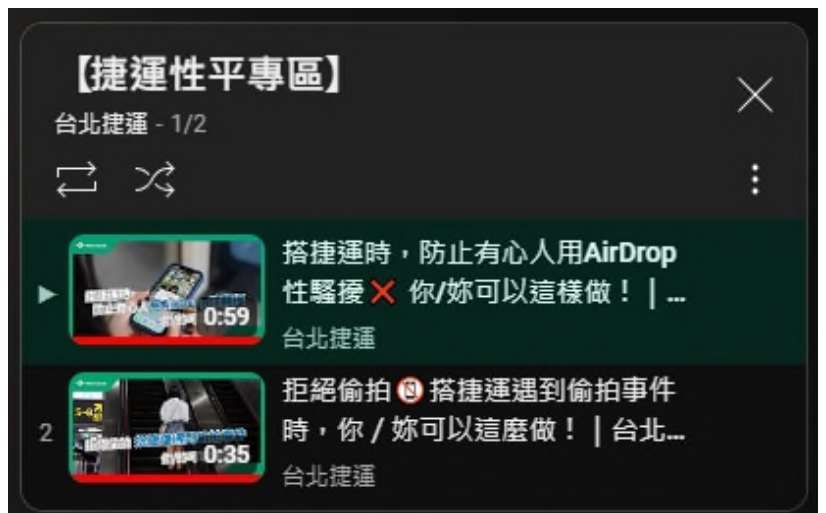 【捷運性平專區】
台北捷運 - 1/2
搭捷運時，防止有心人用AirDrop
性騷擾❌ 你/妳可以這樣做！｜...
0:59
台北捷運
2
拒絕偷拍📵搭捷運遇到偷拍事件
時，你 / 妳可以這麼做！｜台北...
0:35
台北捷運